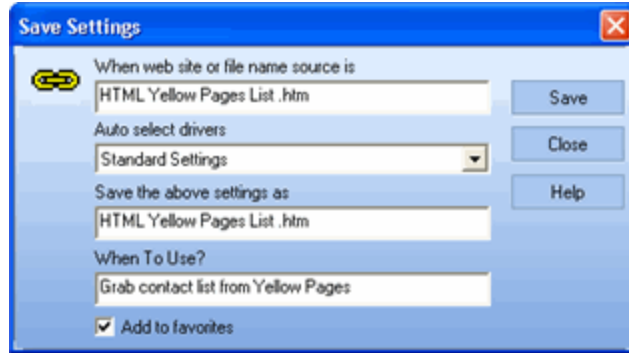 Save Settings
When web site or file name source is
HTML Yellow Pages List .htm
Save
Auto select drivers
Close
Standard Settings
Save the above settings as
Help
HTML Yellow Pages List .htm
When To Use?
Grab contact list from Yellow Pages
Add to favorites